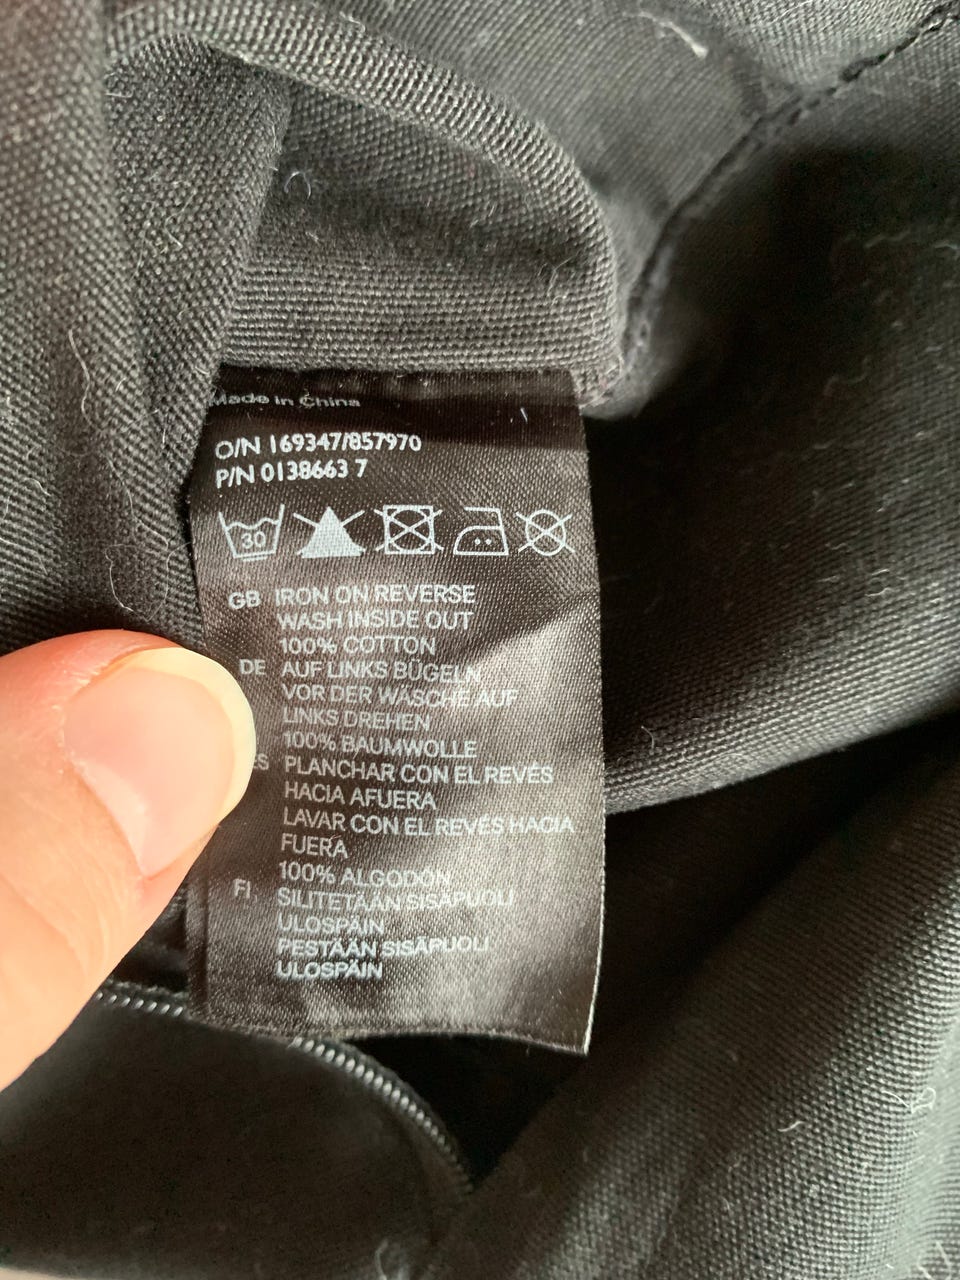 Made in China
O/N 169347/857970
P/N 0138663 7
30
GB IRON ON REVERSE
WASH INSIDE OUT
100% COTTON
DE AUF LINKS BÜGELN
VOR DER WÄSCHE AUF
LINKS DREHEN
100% BAUMWOLLE
ES PLANCHAR CON EL REVÉS
HACIA AFUERA
LAVAR CON EL REVÉS HACIA
FUERA
100% ALGODÓN
FI SILITETÄÄN SISÄPUOLI
ULOSPÄIN
PESTÄÄN SISÄPUOLI
ULOSPÄIN